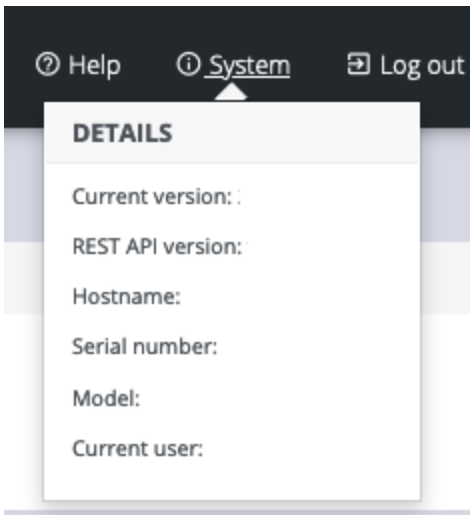 Help System Log out
DETAILS
Current version:
REST API version:
Hostname:
Serial number:
Model:
Current user: